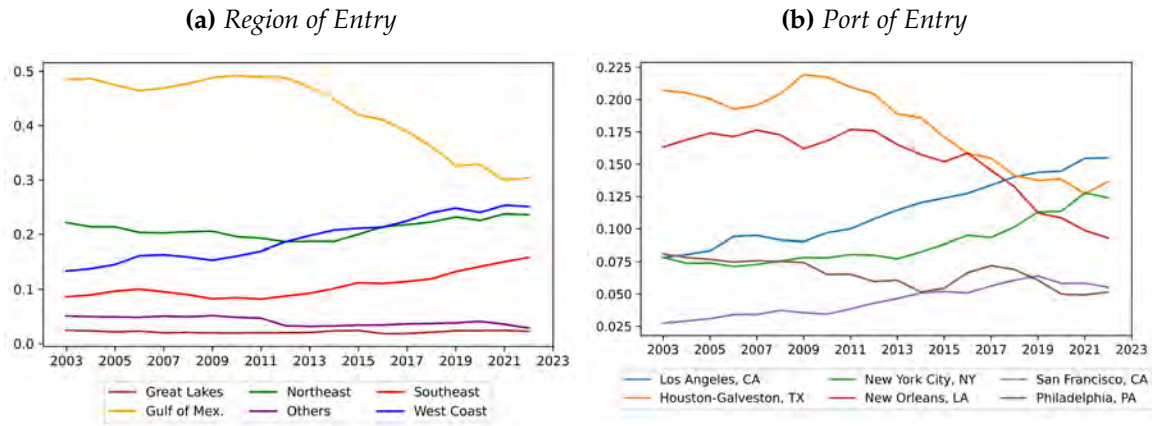 (a) Region of Entry
0.5
0.4
0.3
0.2
0.1
0.0
2003 2005 2007 2009 2011 2013 2015 2017 2019 2021 2023
Great Lakes Northeast Southeast
Gulf of Mex. Others West Coast
(b) Port of Entry
0.225
0.200
0.175
0.150
0.125
0.100
0.075
0.050
0.025
2003 2005 2007 2009 2011 2013 2015 2017 2019 2021 2023
Los Angeles, CA New York City, NY San Francisco, CA
Houston-Galveston, TX New Orleans, LA Philadelphia, PA